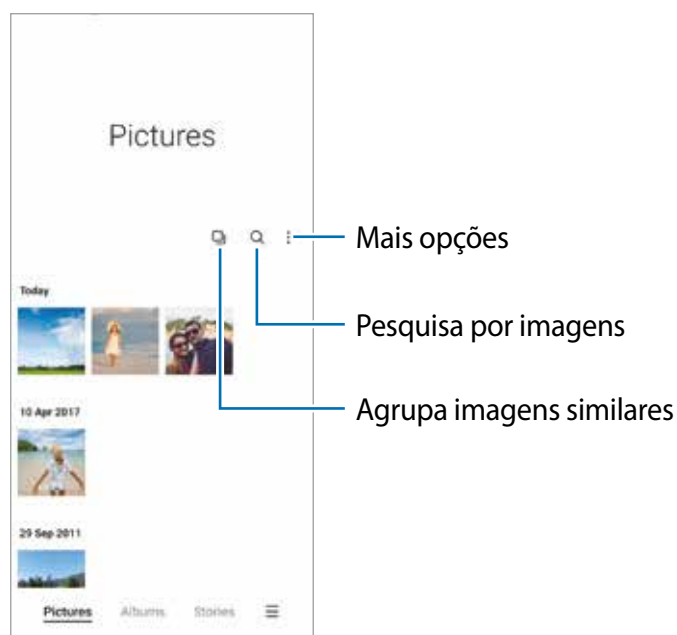 Pictures
Mais opções
Today
Pesquisa por imagens
Agrupa imagens similares
10 Apr 2017
29 Sep 2011
Pictures Albums Stories